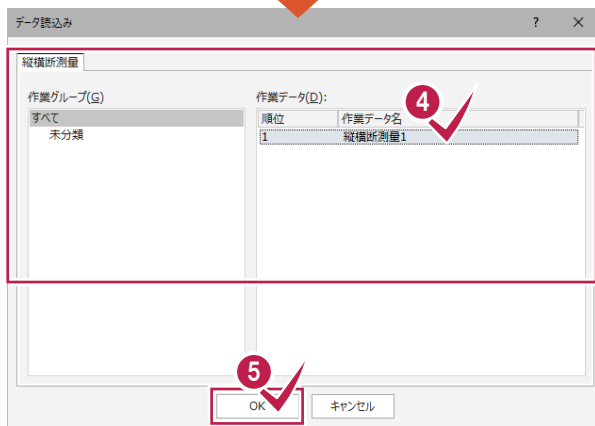 データ読込み ? ×
縦横断測量
作業グループ(G) 作業データ(D):
すべて
未分類
順位 作業データ名
1 縦横断測量1
4
5
OK キャンセル